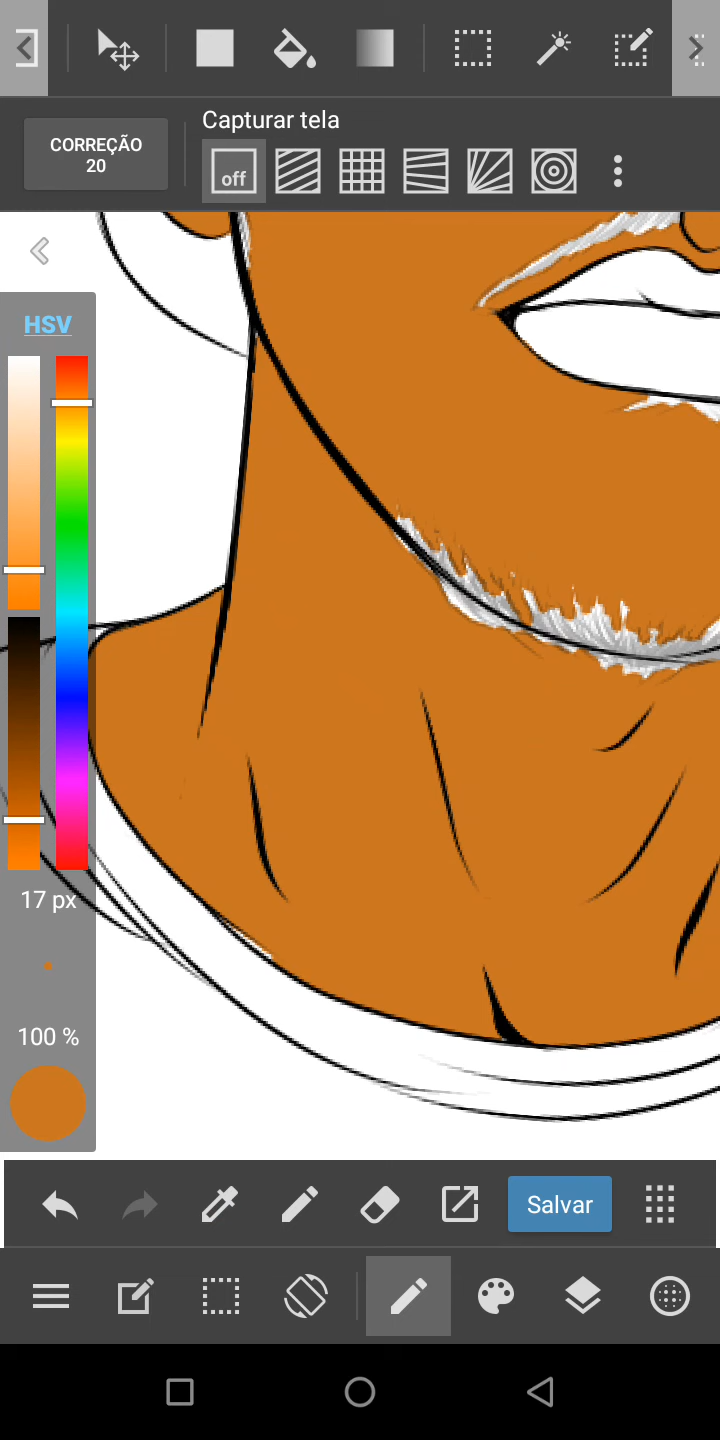 CORREÇÃO
20
Capturar tela
off
HSV
17 px
100 %
Salvar